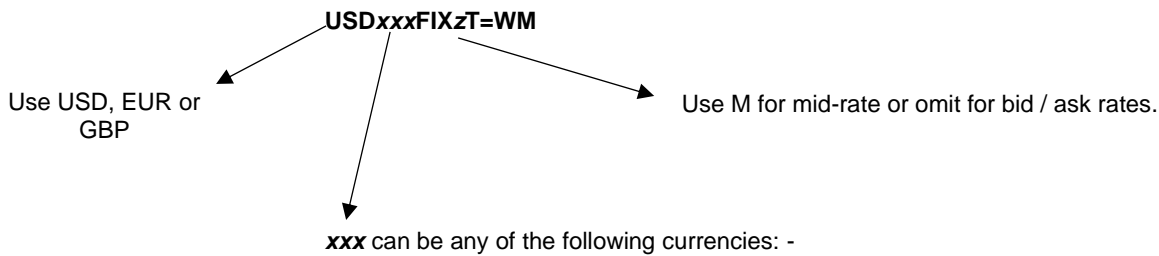 USDxxxFIXzT=WM
Use USD, EUR or
GBP
Use M for mid-rate or omit for bid / ask rates.
xxx can be any of the following currencies: -